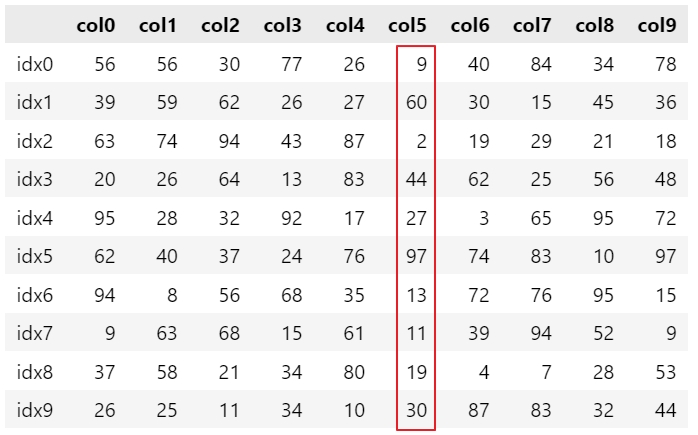 col0 col1 col2 col3 col4 col5 col6 col7 col8 col9
idx0 56 56 30 77 26 9 40 84 34 78
idx1 39 59 62 26 27 60 30 15 45 36
idx2 63 74 94 43 87 2 19 29 21 18
idx3 20 26 64 13 83 44 62 25 56 48
idx4 95 28 32 92 17 27 3 65 95 72
idx5 62 40 37 24 76 97 74 83 10 97
idx6 94 8 56 68 35 13 72 76 95 15
idx7 9 63 68 15 61 11 39 94 52 9
idx8 37 58 21 34 80 19 4 7 28 53
idx9 26 25 11 34 10 30 87 83 32 44